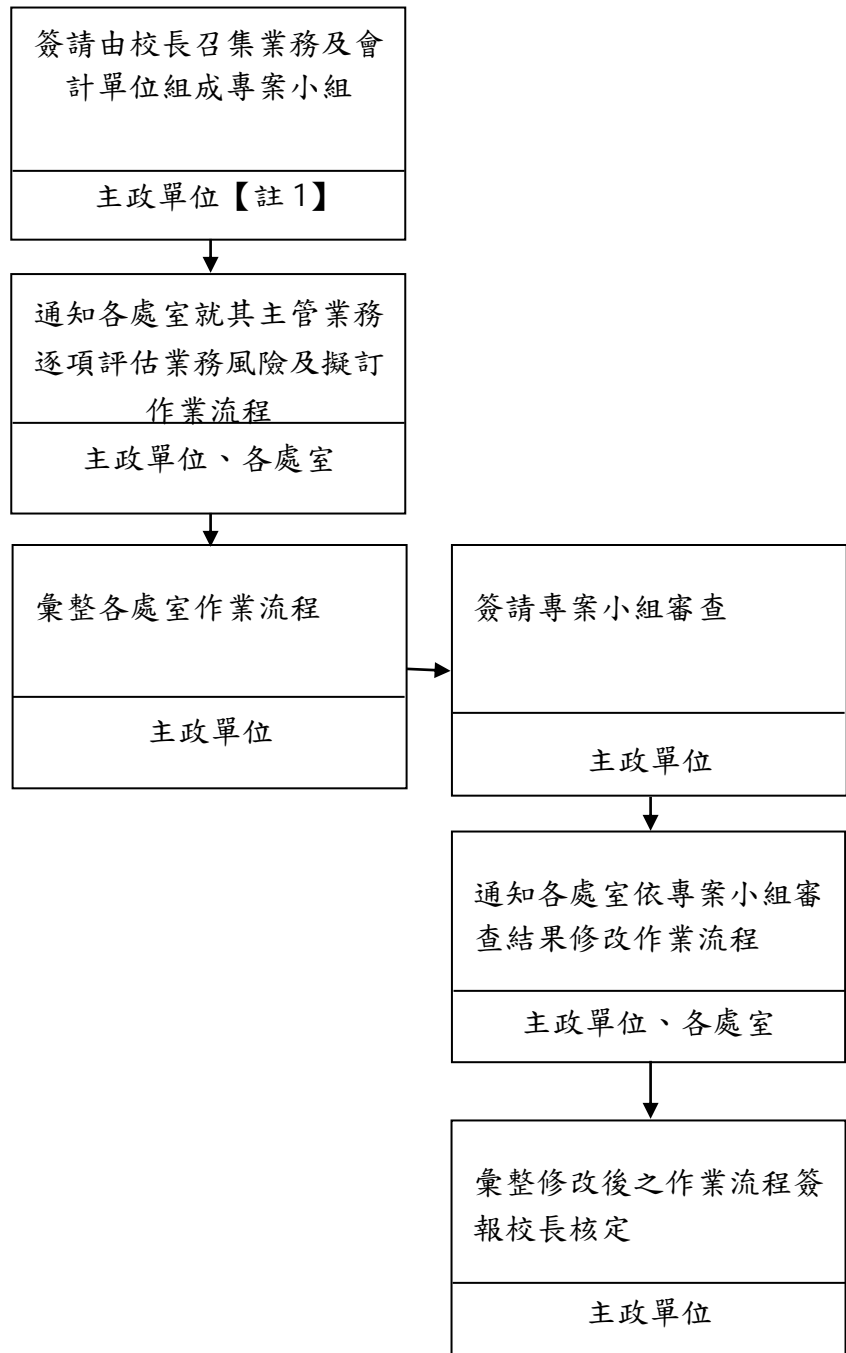 簽請由校長召集業務及會
計單位組成專案小組
主政單位【註1】
通知各處室就其主管業務
逐項評估業務風險及擬訂
作業流程
主政單位、各處室
彙整各處室作業流程
主政單位
簽請專案小組審查
主政單位
通知各處室依專案小組審
查結果修改作業流程
主政單位、各處室
彙整修改後之作業流程簽
報校長核定
主政單位